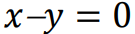 x−y = 0